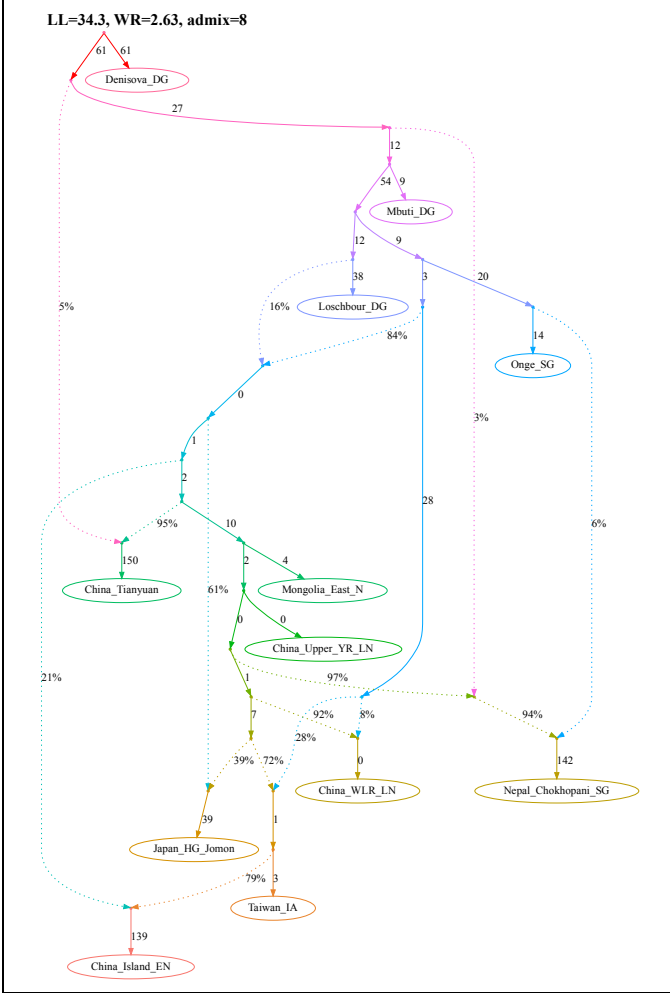 LL=34.3, WR=2.63, admix=8
61 61
Denisova_DG
27
12
54 9
Mbuti_DG
12 9
38 3 20
5% 16% Loschbour_DG
84% 14
Onge_SG
0
3%
1
2
28
95% 10 6%
150 2 4
China_Tianyuan 61% Mongolia_East_N
0 0
China_Upper_YR_LN
21% 1 97%
7 92% 8% 94%
28%
39% 72% 0 142
China_WLR_LN Nepal_Chokhopani_SG
39 1
Japan_HG_Jomon
79% 3
Taiwan_IA
139
China_Island_EN